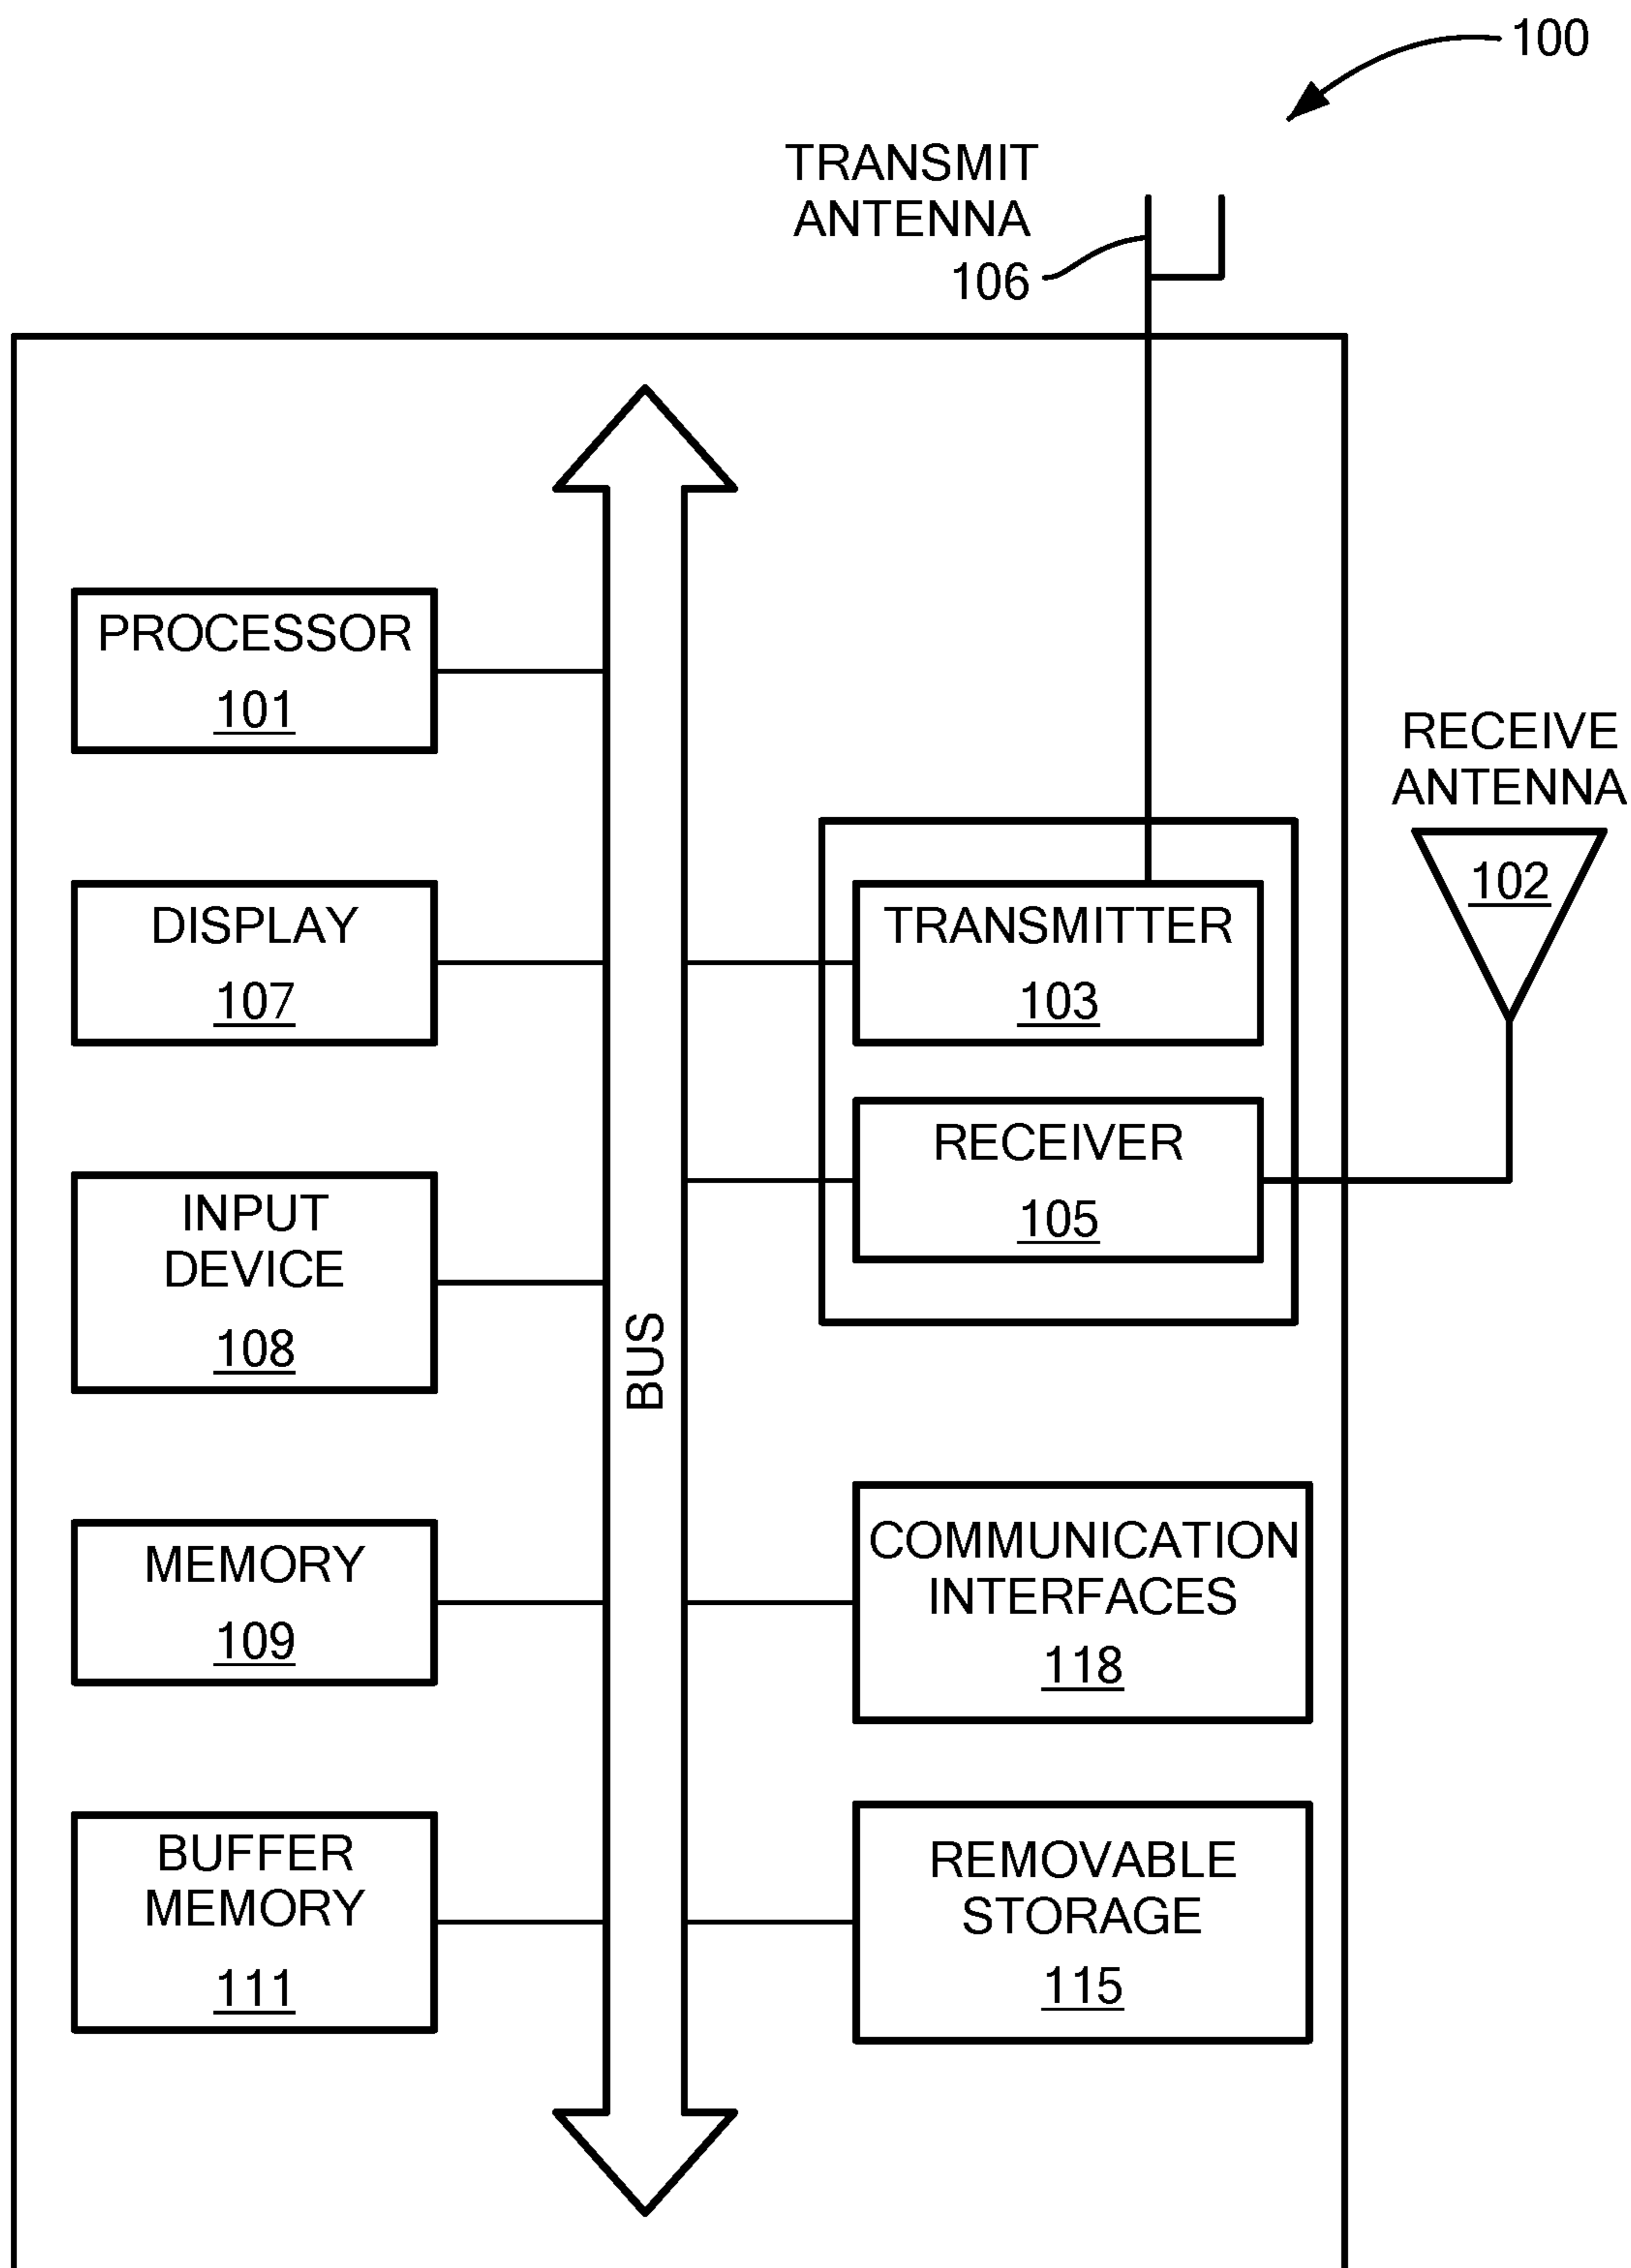 100
TRANSMIT
ANTENNA
106
PROCESSOR
101
RECEIVE
ANTENNA
102
DISPLAY
107
TRANSMITTER
103
RECEIVER
105
INPUT
DEVICE
108
BUS
MEMORY
109
COMMUNICATION
INTERFACES
118
BUFFER
MEMORY
111
REMOVABLE
STORAGE
115